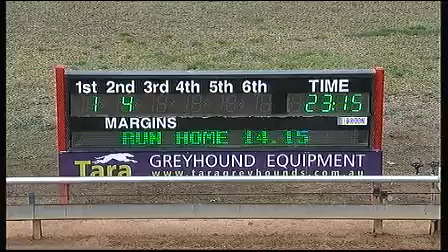 1st 2nd 3rd 4th 5th 6th TIME
1 4 23:15
MARGINS
RUN HOME 14.15
Tara GREYHOUND EQUIPMENT
www.taragreyhounds.com.au